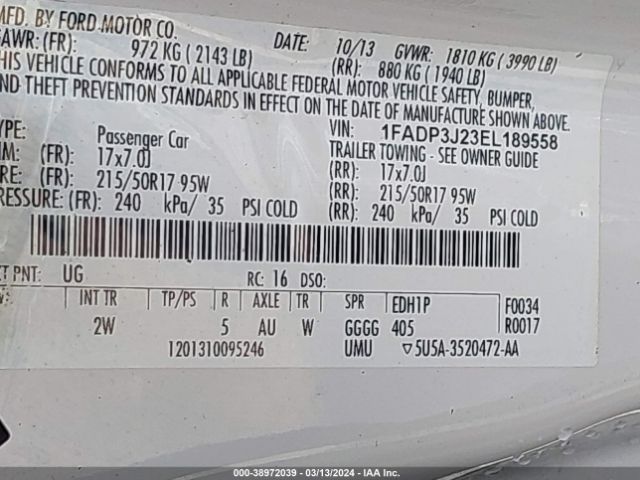 MFD. BY FORD MOTOR CO.
GAWR: (FR): 972 KG ( 2143 LB) DATE: 10/13 GVWR: 1810 KG ( 3990 LB)
(RR): 880 KG ( 1940 LB)
THIS VEHICLE CONFORMS TO ALL APPLICABLE FEDERAL MOTOR VEHICLE SAFETY, BUMPER,
AND THEFT PREVENTION STANDARDS IN EFFECT ON THE DATE OF MANUFACTURE SHOWN ABOVE.
YPE: Passenger Car VIN: 1FADP3J23EL189558
TRAILER TOWING - SEE OWNER GUIDE
IM: (FR): 17x7.0J (RR): 17x7.0J
RE: (FR): 215/50R17 95W (RR): 215/50R17 95W
RESSURE: (FR): 240 kPa/ 35 PSI COLD (RR): 240 kPa/ 35 PSI COLD
XT PNT: UG RC: 16 DSO:
INT TR TP/PS R AXLE TR SPR EDH1P F0034
2W 5 AU W GGGG 405 R0017
1201310095246 UMU ▽5U5A-3520472-AA
000-38972039 - 03/13/2024 - IAA Inc.